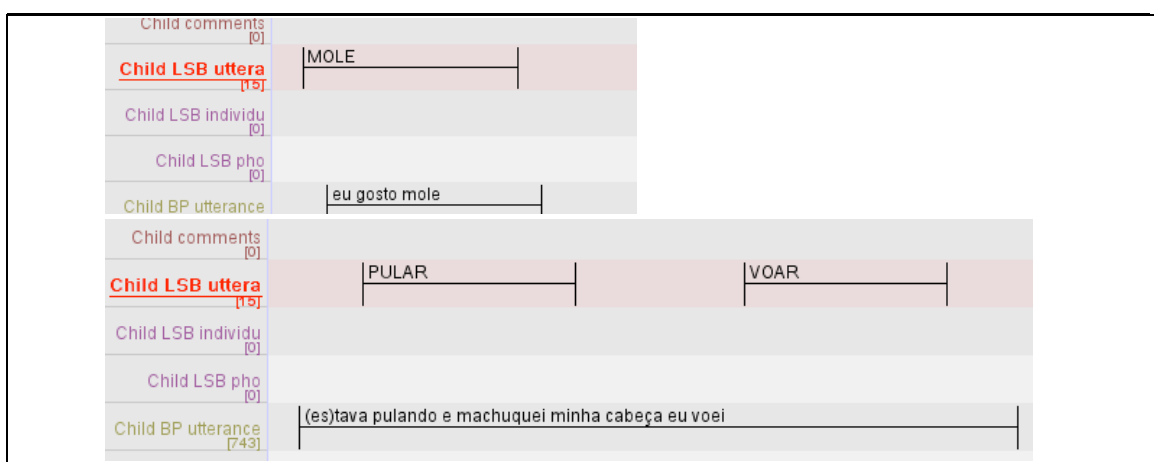 Child comments
[0]
MOLE
Child LSB uttera
[15]
Child LSB individu
[0]
Child LSB pho
[0]
eu gosto mole
Child BP utterance
Child comments
[0]
PULAR VOAR
Child LSB uttera
[15]
Child LSB individu
[0]
Child LSB pho
[0]
(es)tava pulando e machuquei minha cabeça eu voei
Child BP utterance
[743]